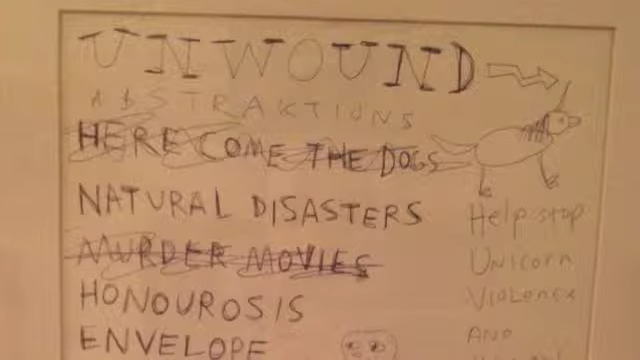 UNWOUND
ABSTRAKTIONS
HERE COME THE DOGS
NATURAL DISASTERS
MURDER MOVIES
HONOUROSIS
ENVELOPE
Help stop
Unicorn
Violence
AND